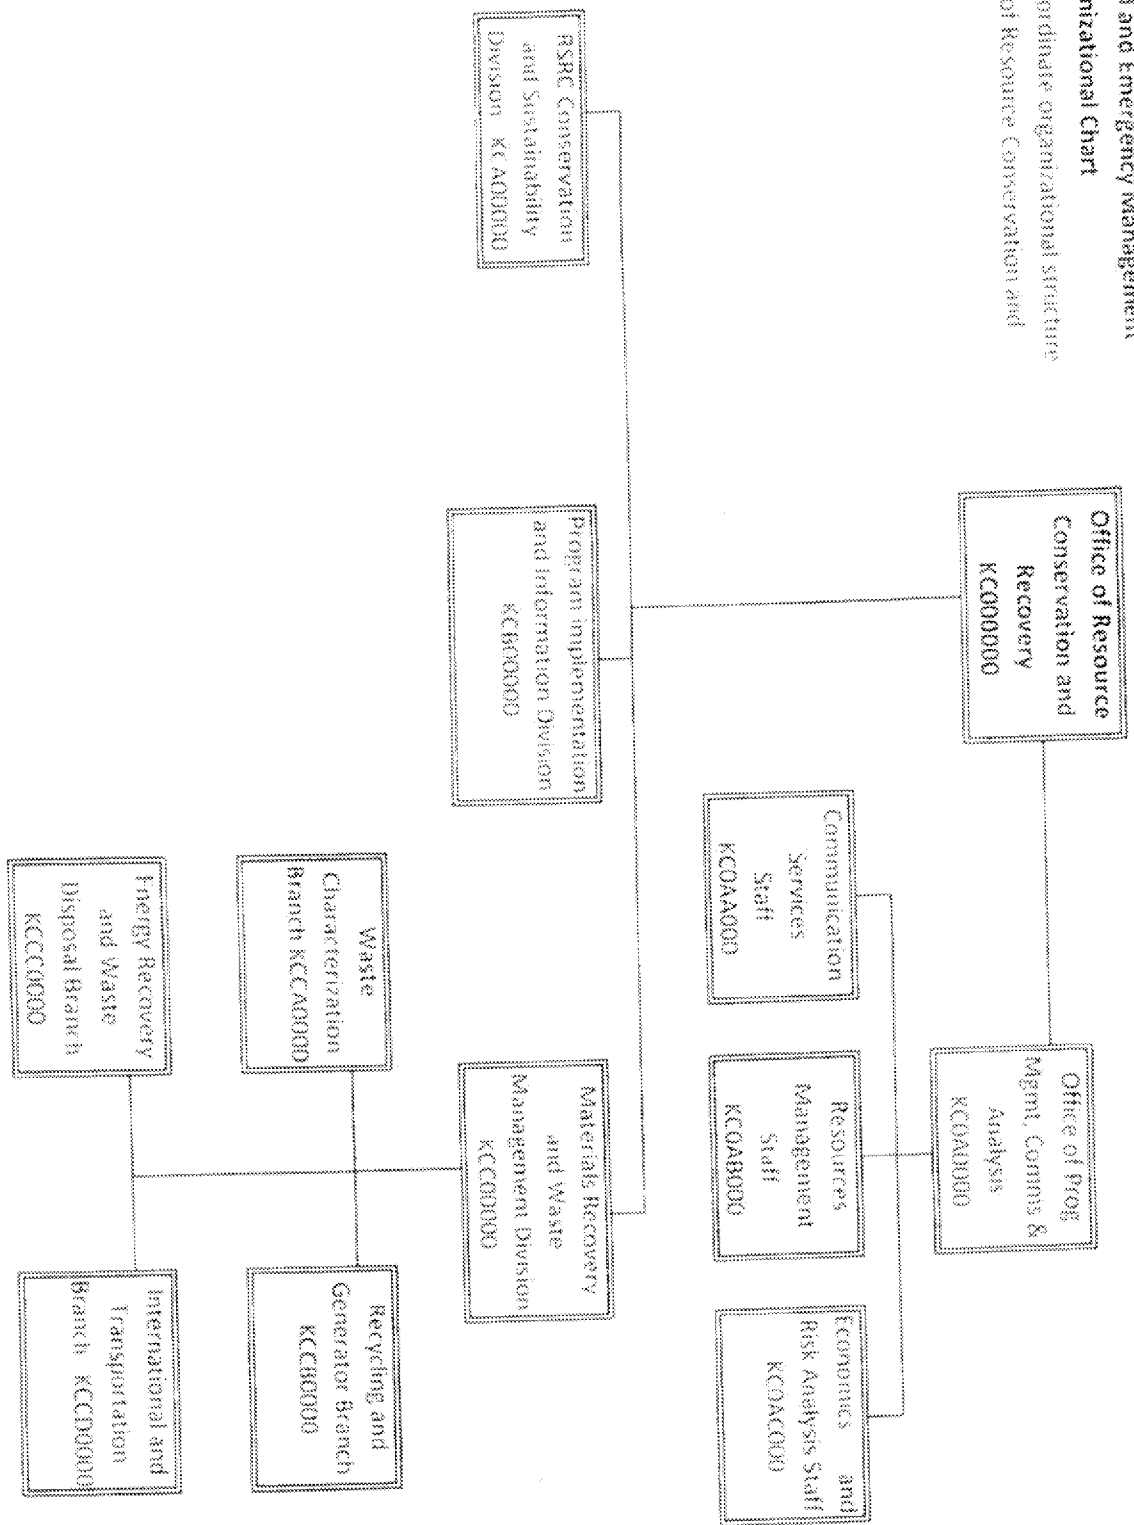 and Emergency Management
nizational Chart
ordinate organizational structure
of Resource Conservation and
Office of Resource
Conservation and
Recovery
KC000000
Office of Prog
Mgmt, Comms &
Analysis
KC0A0000
Communication
Services
Staff
KC0AA000
Resources
Management
Staff
KC0AB000
Economics and
Risk Analysis Staff
KC0AC000
RSRC Conservation
and Sustainability
Division KCA00000
Program Implementation
and Information Division
KCB00000
Materials Recovery
and Waste
Management Division
KCC00000
Waste
Characterization
Branch KCCA0000
Recycling and
Generator Branch
KCCB0000
Energy Recovery
and Waste
Disposal Branch
KCCC0000
International and
Transportation
Branch KCCD0000